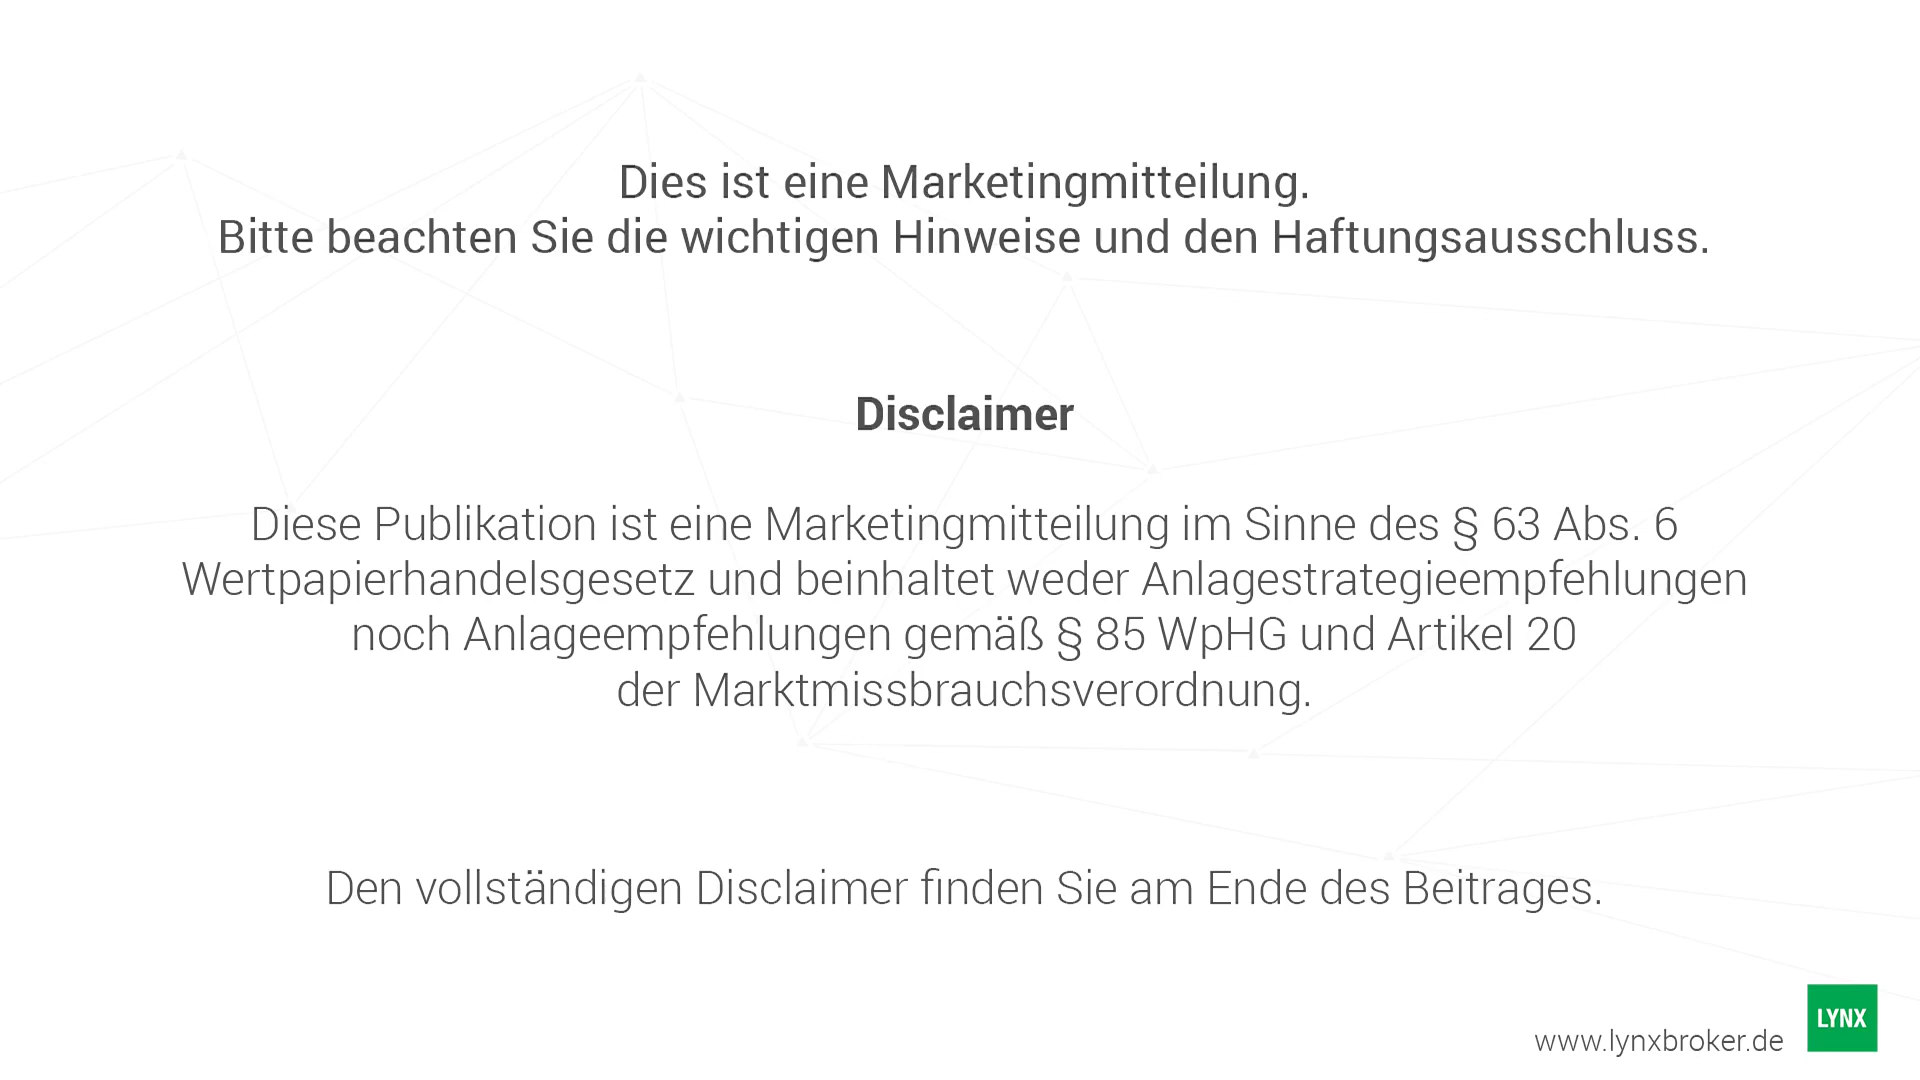 Dies ist eine Marketingmitteilung.
Bitte beachten Sie die wichtigen Hinweise und den Haftungsausschluss.
Disclaimer
Diese Publikation ist eine Marketingmitteilung im Sinne des § 63 Abs. 6
Wertpapierhandelsgesetz und beinhaltet weder Anlagestrategieempfehlungen
noch Anlageempfehlungen gemäß § 85 WpHG und Artikel 20
der Marktmissbrauchsverordnung.
Den vollständigen Disclaimer finden Sie am Ende des Beitrages.
www.lynxbroker.de
LYNX